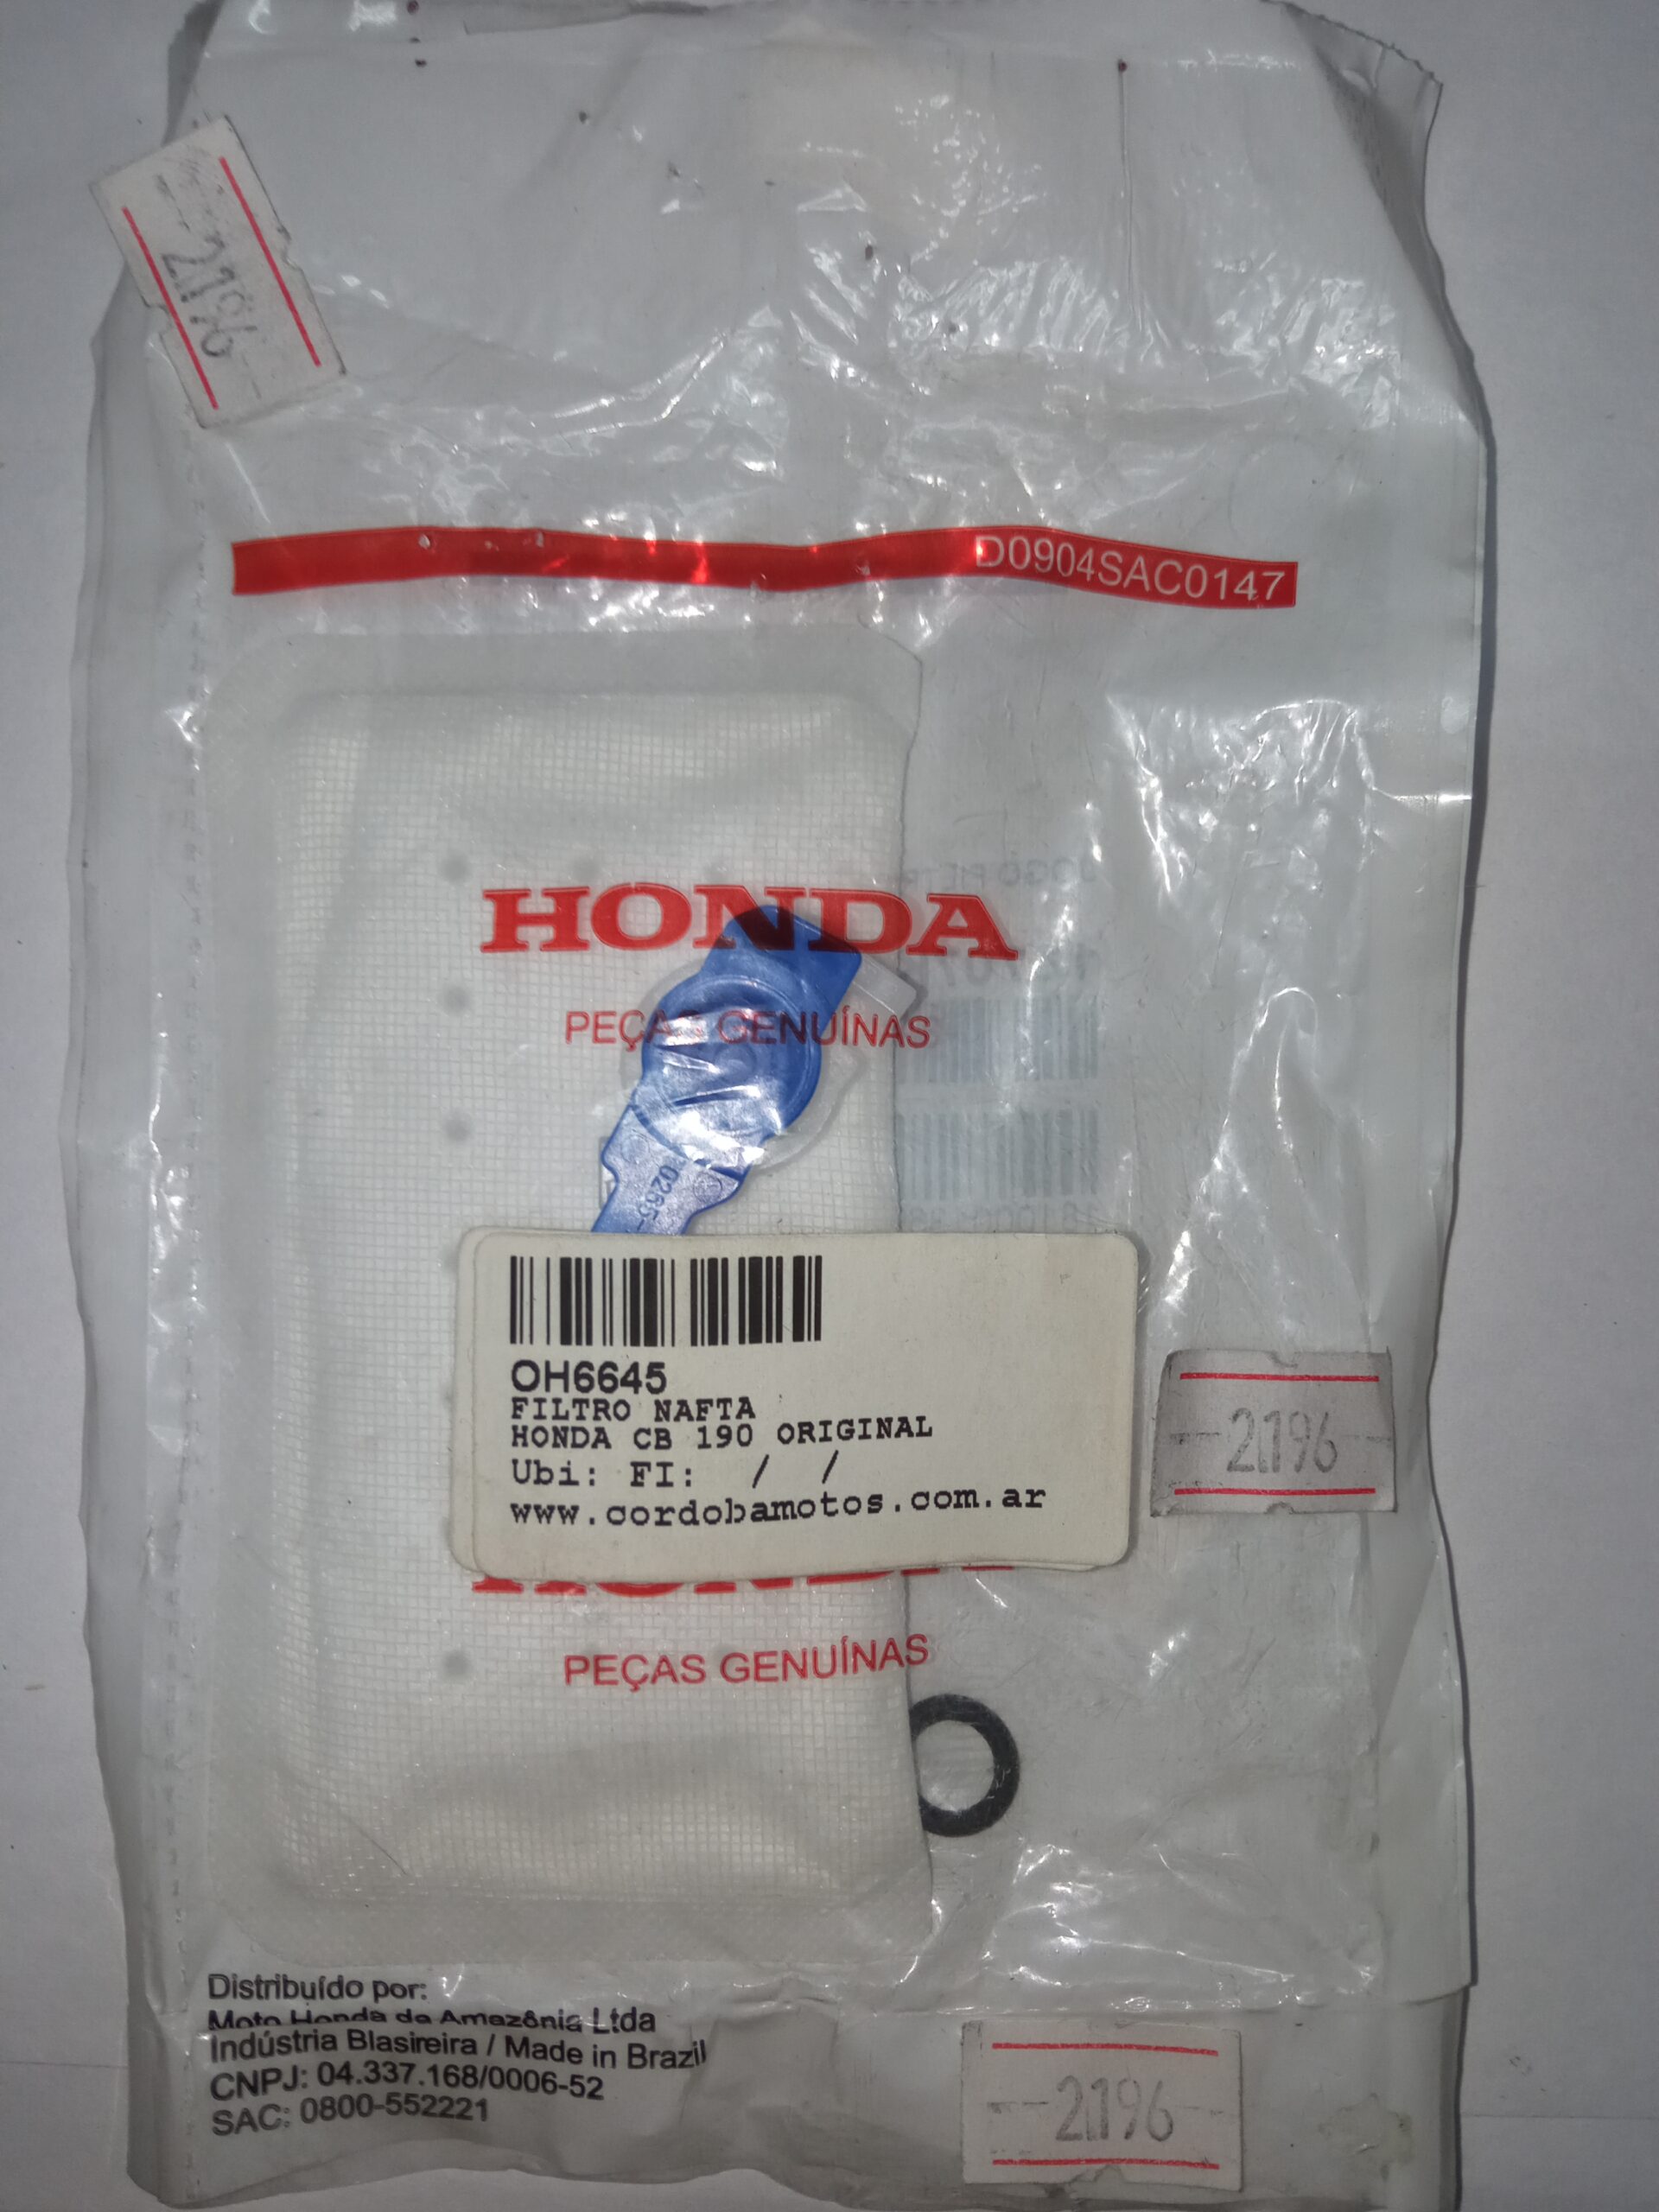 2196
D0904SAC0147
HONDA
PEÇAS GENUÍNAS
0265-
OH6645
FILTRO NAFTA
HONDA CB 190 ORIGINAL
Ubi: FI: / /
www.cordobamotos.com.ar
2196
HONDA
PEÇAS GENUÍNAS
Distribuído por:
Moto Honda da Amazônia Ltda
Indústria Blasireira / Made in Brazil
CNPJ: 04.337.168/0006-52
SAC: 0800-552221
2196